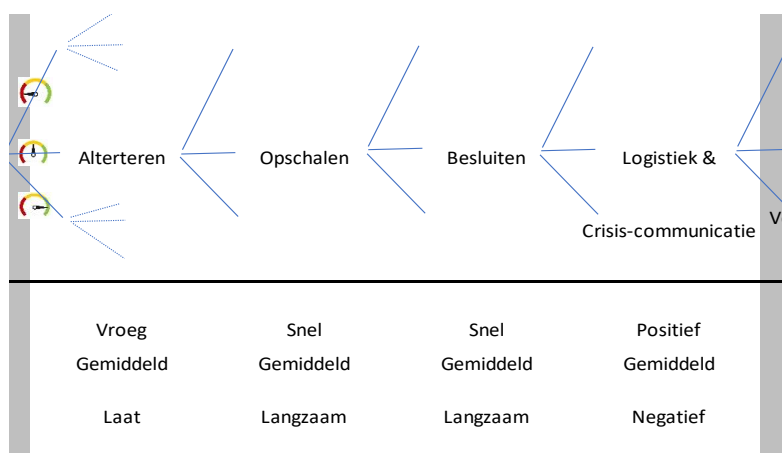 Alterteren Opschalen Besluiten Logistiek &
Crisis-communicatie V
Vroeg Snel Snel Positief
Gemiddeld Gemiddeld Gemiddeld Gemiddeld
Laat Langzaam Langzaam Negatief